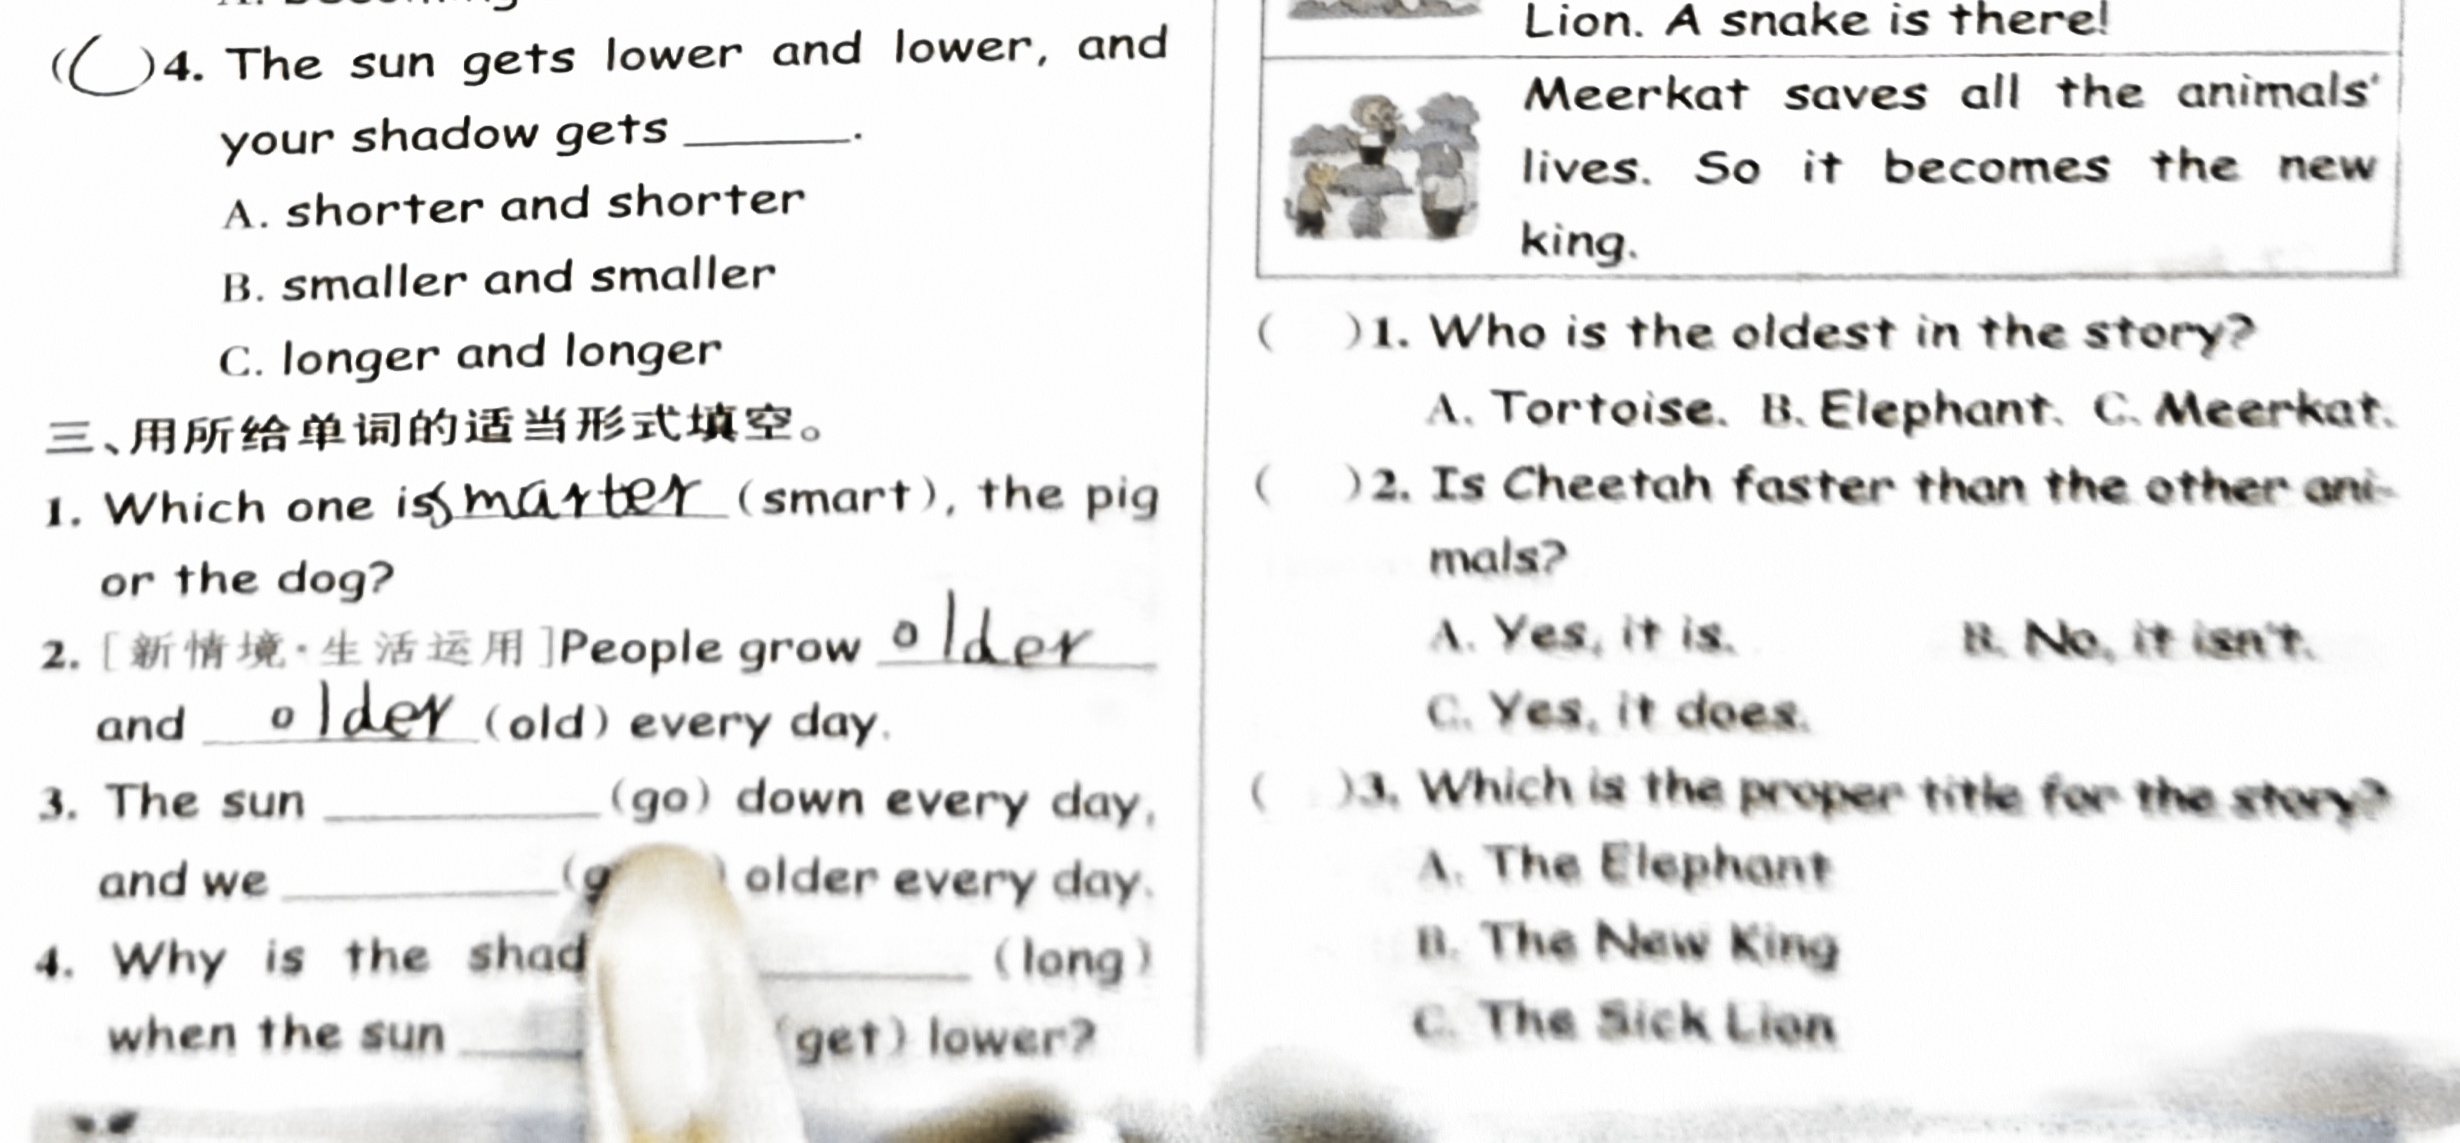 (C)4. The sun gets lower and lower, and
your shadow gets ______.
A. shorter and shorter
B. smaller and smaller
C. longer and longer
三、用所给单词的适当形式填空。
1. Which one is smarter (smart), the pig
or the dog?
2. [新情境·生活运用]People grow older
and older (old) every day.
3. The sun ______ (go) down every day,
and we ______ older every day.
4. Why is the ______ (long)
when the sun ______ (get) lower?
Lion. A snake is there!
Meerkat saves all the animals'
lives. So it becomes the new
king.
( )1. Who is the oldest in the story?
A. Tortoise. B. Elephant. C. Meerkat.
( )2. Is Cheetah faster than the other ani-
mals?
A. Yes, it is. B. No, it isn't.
C. Yes, it does.
( )3. Which is the proper title for the story?
A. The Elephant
B. The New King
C. The Sick Lion